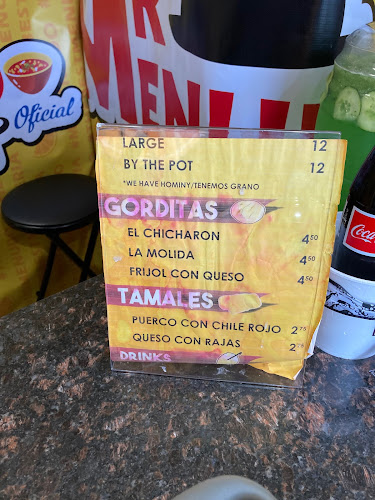 Oficial
MR
MENU
LARGE 12
BY THE POT 12
*WE HAVE HOMINY/TENEMOS GRANO
GORDITAS
EL CHICHARON 4.50
LA MOLIDA 4.50
FRIJOL CON QUESO 4.50
TAMALES
PUERCO CON CHILE ROJO 2.75
QUESO CON RAJAS 2.75
DRINKS